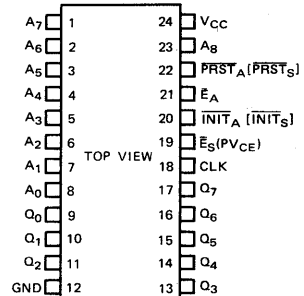 A7 1 24 VCC
A6 2 23 A8
A5 3 22 PRSTA [PRSTS]
A4 4 21 EA
A3 5 20 INITA [INITS]
A2 6 19 ES(PVCE)
TOP VIEW
A1 7 18 CLK
A0 8 17 Q7
Q0 9 16 Q6
Q1 10 15 Q5
Q2 11 14 Q4
GND 12 13 Q3